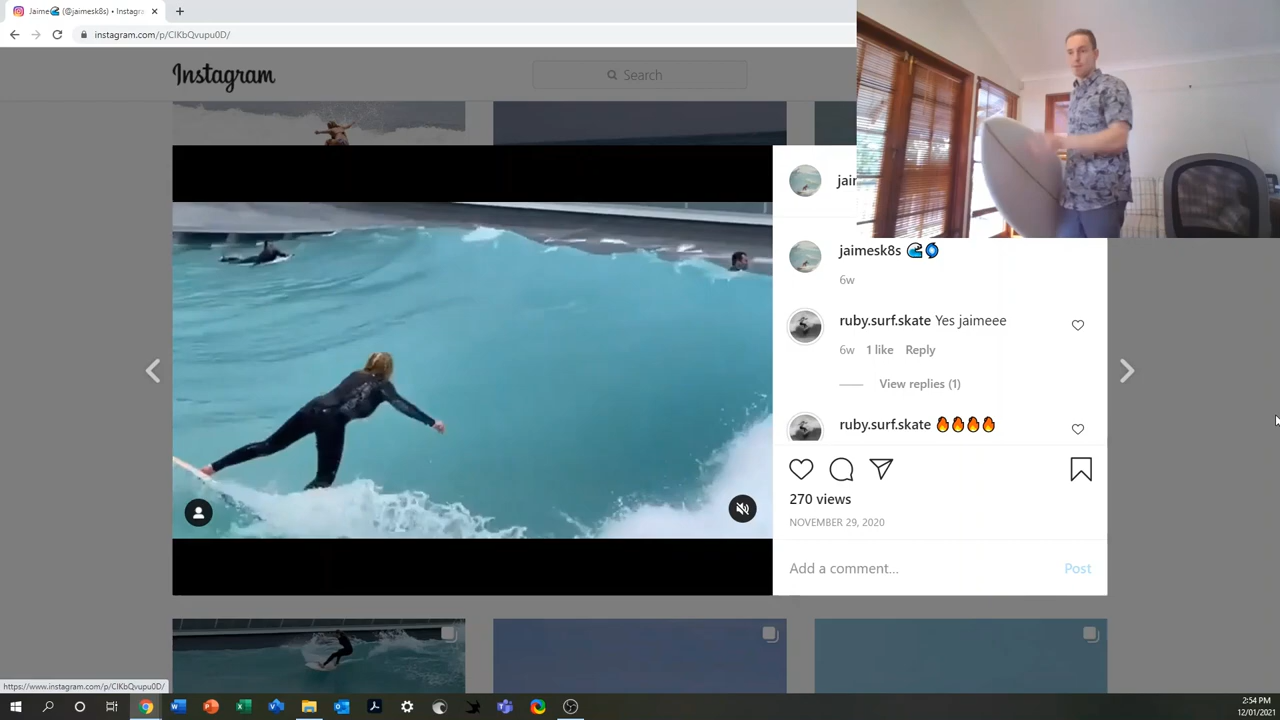 Jaime🌊 (@jaimesk8s) • Instagra
instagram.com/p/CIKbQvupu0D/
Instagram
Search
jaim
jaimesk8s 🌊🌀
6w
ruby.surf.skate Yes jaimeee
6w 1 like Reply
View replies (1)
ruby.surf.skate 🔥🔥🔥🔥
270 views
NOVEMBER 29, 2020
Add a comment... Post
https://www.instagram.com/p/CIKbQvupu0D/
2:54 PM
12/01/2021